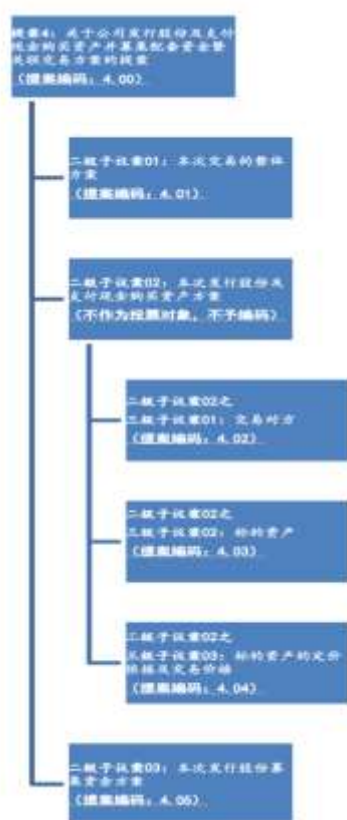 提案4：关于公司发行股份及支付
现金购买资产并募集配套资金暨
关联交易方案的提案
（提案编码：4.00）
二级子议案01：本次交易的整体
方案
（提案编码：4.01）
二级子议案02：本次发行股份及
支付现金购买资产方案
（不作为投票对象，不予编码）
二级子议案02之
三级子议案01：交易对方
（提案编码：4.02）
二级子议案02之
三级子议案02：标的资产
（提案编码：4.03）
二级子议案02之
三级子议案03：标的资产的定价
依据及交易价格
（提案编码：4.04）
二级子议案03：本次发行股份募
集资金方案
（提案编码：4.05）